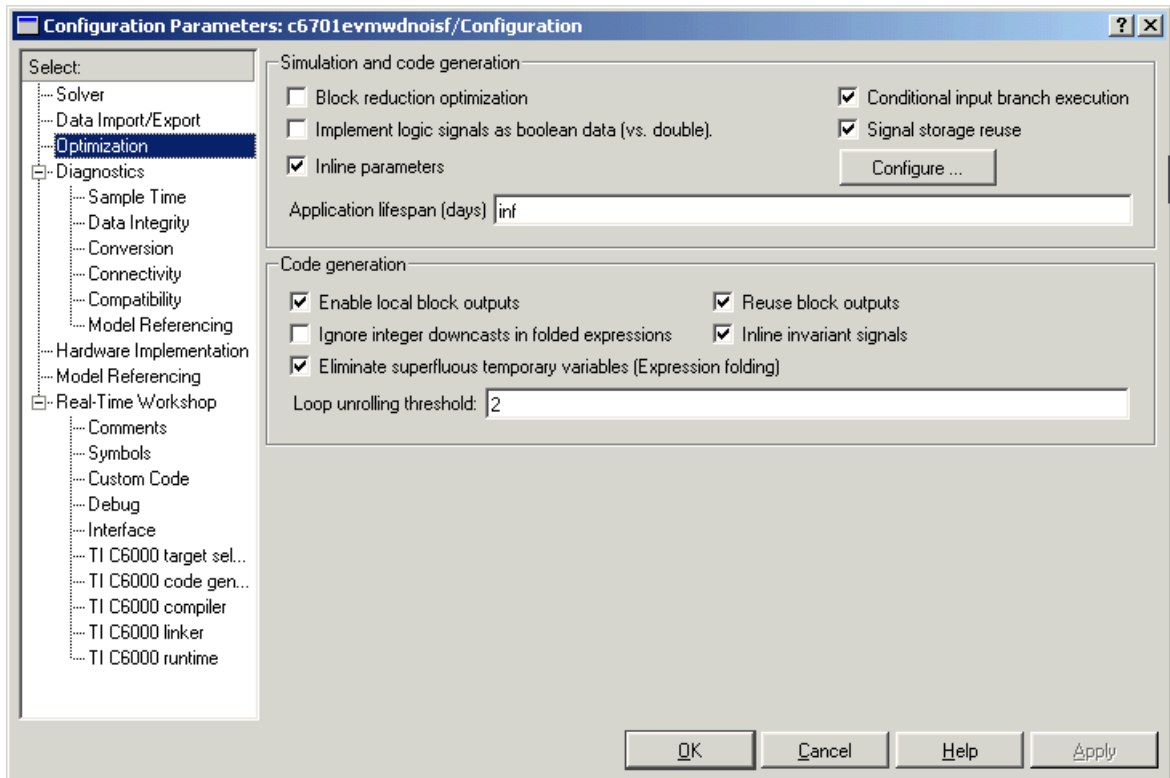 Configuration Parameters: c6701evmwdnoisf/Configuration
Select:
Solver
Data Import/Export
Optimization
Diagnostics
Sample Time
Data Integrity
Conversion
Connectivity
Compatibility
Model Referencing
Hardware Implementation
Model Referencing
Real-Time Workshop
Comments
Symbols
Custom Code
Debug
Interface
TI C6000 target sel...
TI C6000 code gen...
TI C6000 compiler
TI C6000 linker
TI C6000 runtime
Simulation and code generation
Block reduction optimization
Conditional input branch execution
Implement logic signals as boolean data (vs. double).
Signal storage reuse
Inline parameters
Configure ...
Application lifespan (days) inf
Code generation
Enable local block outputs
Reuse block outputs
Ignore integer downcasts in folded expressions
Inline invariant signals
Eliminate superfluous temporary variables (Expression folding)
Loop unrolling threshold: 2
OK
Cancel
Help
Apply